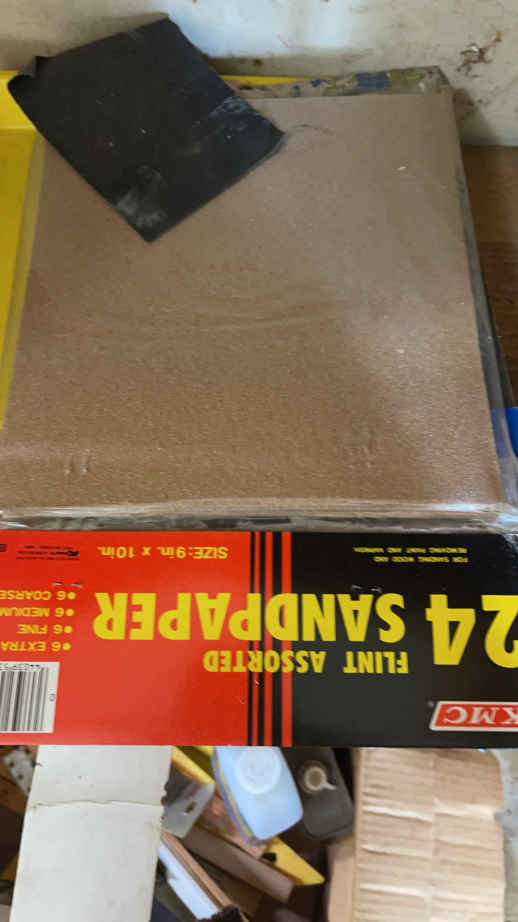 KMC
FLINT ASSORTED
24 SANDPAPER
FOR SANDING WOOD AND
REMOVING PAINT AND VARNISH
SIZE: 9in. x 10in.
• 6 EXTRA
• 6 FINE
• 6 MEDIUM
• 6 COARSE